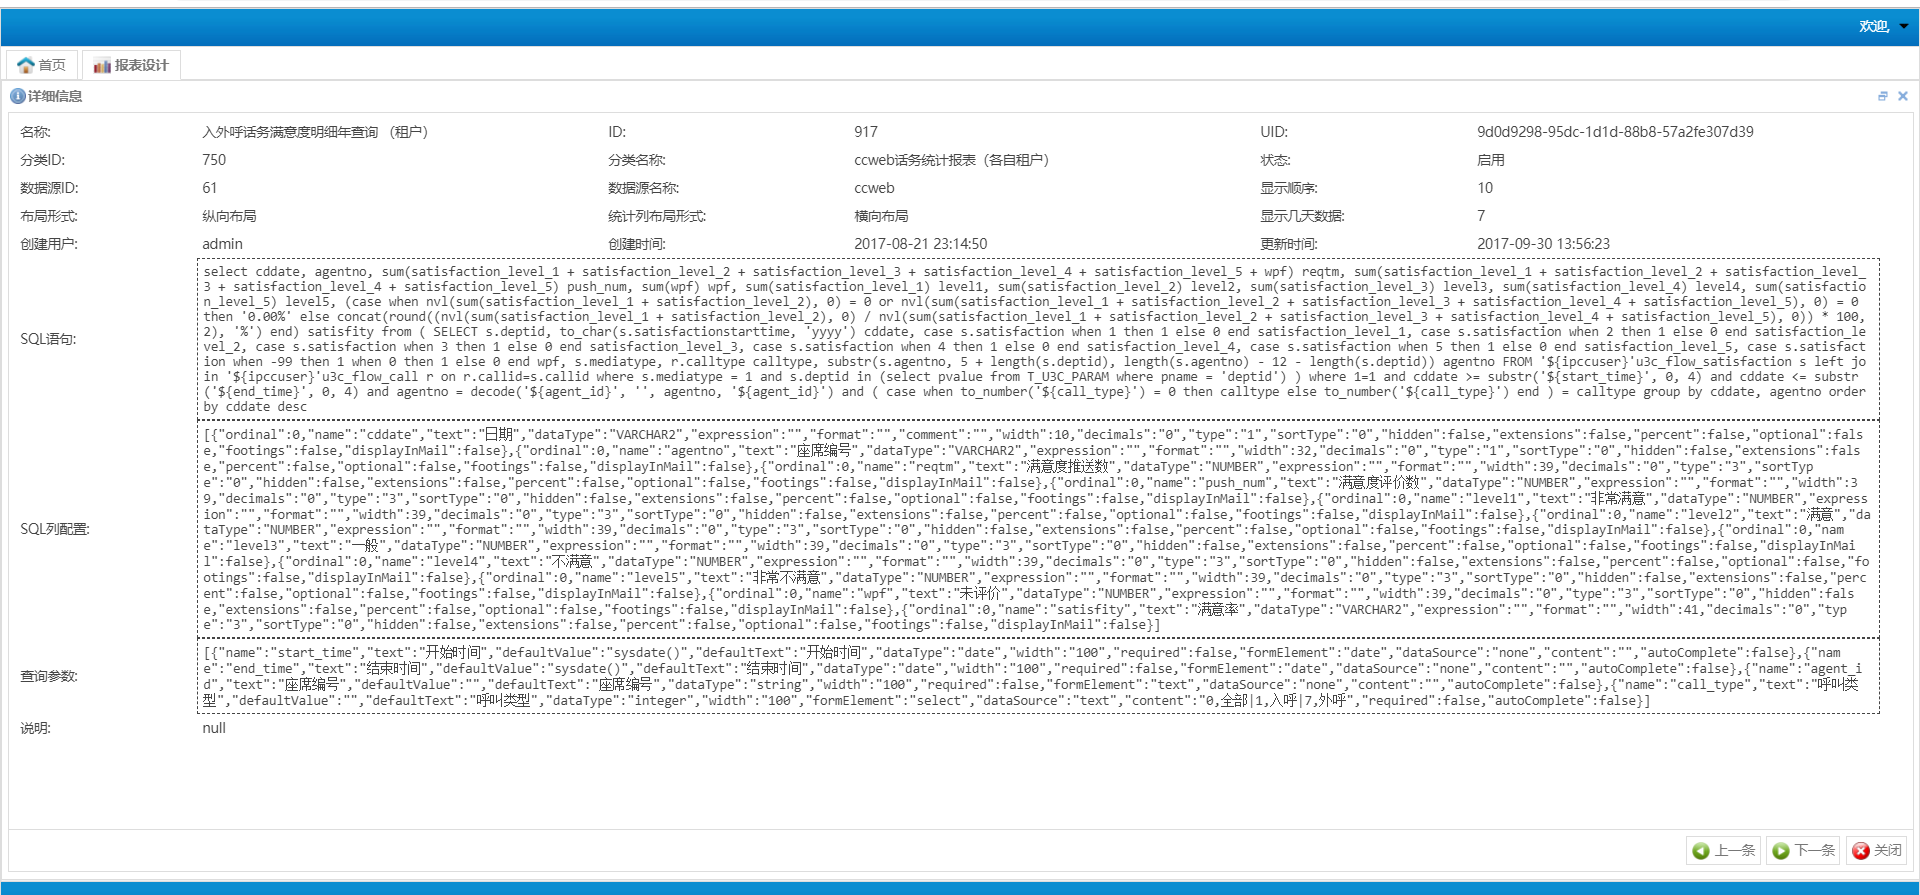 欢迎,
首页
报表设计
详细信息
名称: 入外呼话务满意度明细年查询 （租户） ID: 917 UID: 9d0d9298-95dc-1d1d-88b8-57a2fe307d39
分类ID: 750 分类名称: ccweb话务统计报表（各自租户） 状态: 启用
数据源ID: 61 数据源名称: ccweb 显示顺序: 10
布局形式: 纵向布局 统计列布局形式: 横向布局 显示几天数据: 7
创建用户: admin 创建时间: 2017-08-21 23:14:50 更新时间: 2017-09-30 13:56:23
SQL语句:
select cddate, agentno, sum(satisfaction_level_1 + satisfaction_level_2 + satisfaction_level_3 + satisfaction_level_4 + satisfaction_level_5 + wpf) reqtm, sum(satisfaction_level_1 + satisfaction_level_2 + satisfaction_level_
3 + satisfaction_level_4 + satisfaction_level_5) push_num, sum(wpf) wpf, sum(satisfaction_level_1) level1, sum(satisfaction_level_2) level2, sum(satisfaction_level_3) level3, sum(satisfaction_level_4) level4, sum(satisfactio
n_level_5) level5, (case when nvl(sum(satisfaction_level_1 + satisfaction_level_2), 0) = 0 or nvl(sum(satisfaction_level_1 + satisfaction_level_2 + satisfaction_level_3 + satisfaction_level_4 + satisfaction_level_5), 0) = 0
then '0.00%' else concat(round((nvl(sum(satisfaction_level_1 + satisfaction_level_2), 0) / nvl(sum(satisfaction_level_1 + satisfaction_level_2 + satisfaction_level_3 + satisfaction_level_4 + satisfaction_level_5), 0)) * 100,
2), '%') end) satisfity from ( SELECT s.deptid, to_char(s.satisfactionstarttime, 'yyyy') cddate, case s.satisfaction when 1 then 1 else 0 end satisfaction_level_1, case s.satisfaction when 2 then 1 else 0 end satisfaction_le
vel_2, case s.satisfaction when 3 then 1 else 0 end satisfaction_level_3, case s.satisfaction when 4 then 1 else 0 end satisfaction_level_4, case s.satisfaction when 5 then 1 else 0 end satisfaction_level_5, case s.satisfact
ion when -99 then 1 when 0 then 1 else 0 end wpf, s.mediatype, r.calltype calltype, substr(s.agentno, 5 + length(s.deptid), length(s.agentno) - 12 - length(s.deptid)) agentno FROM '${ipccuser}'u3c_flow_satisfaction s left jo
in '${ipccuser}'u3c_flow_call r on r.callid=s.callid where s.mediatype = 1 and s.deptid in (select pvalue from T_U3C_PARAM where pname = 'deptid') ) where 1=1 and cddate >= substr('${start_time}', 0, 4) and cddate <= substr
('${end_time}', 0, 4) and agentno = decode('${agent_id}', '', agentno, '${agent_id}') and ( case when to_number('${call_type}') = 0 then calltype else to_number('${call_type}') end ) = calltype group by cddate, agentno order
by cddate desc
SQL列配置:
[{"ordinal":0,"name":"cddate","text":"日期","dataType":"VARCHAR2","expression":"","format":"","comment":"","width":10,"decimals":"0","type":"1","sortType":"0","hidden":false,"extensions":false,"percent":false,"optional":fals
e,"footings":false,"displayInMail":false},{"ordinal":0,"name":"agentno","text":"座席编号","dataType":"VARCHAR2","expression":"","format":"","width":32,"decimals":"0","type":"1","sortType":"0","hidden":false,"extensions":fals
e,"percent":false,"optional":false,"footings":false,"displayInMail":false},{"ordinal":0,"name":"reqtm","text":"满意度推送数","dataType":"NUMBER","expression":"","format":"","width":39,"decimals":"0","type":"3","sortTyp
e":"0","hidden":false,"extensions":false,"percent":false,"optional":false,"footings":false,"displayInMail":false},{"ordinal":0,"name":"push_num","text":"满意度评价数","dataType":"NUMBER","expression":"","format":"","width":3
9,"decimals":"0","type":"3","sortType":"0","hidden":false,"extensions":false,"percent":false,"optional":false,"footings":false,"displayInMail":false},{"ordinal":0,"name":"level1","text":"非常满意","dataType":"NUMBER","expres
sion":"","format":"","width":39,"decimals":"0","type":"3","sortType":"0","hidden":false,"extensions":false,"percent":false,"optional":false,"footings":false,"displayInMail":false},{"ordinal":0,"name":"level2","text":"满意","da
taType":"NUMBER","expression":"","format":"","width":39,"decimals":"0","type":"3","sortType":"0","hidden":false,"extensions":false,"percent":false,"optional":false,"footings":false,"displayInMail":false},{"ordinal":0,"nam
e":"level3","text":"一般","dataType":"NUMBER","expression":"","format":"","width":39,"decimals":"0","type":"3","sortType":"0","hidden":false,"extensions":false,"percent":false,"optional":false,"footings":false,"displayInMai
l":false},{"ordinal":0,"name":"level4","text":"不满意","dataType":"NUMBER","expression":"","format":"","width":39,"decimals":"0","type":"3","sortType":"0","hidden":false,"extensions":false,"percent":false,"optional":false,"fo
otings":false,"displayInMail":false},{"ordinal":0,"name":"level5","text":"非常不满意","dataType":"NUMBER","expression":"","format":"","width":39,"decimals":"0","type":"3","sortType":"0","hidden":false,"extensions":false,"per
cent":false,"optional":false,"footings":false,"displayInMail":false},{"ordinal":0,"name":"wpf","text":"未评价","dataType":"NUMBER","expression":"","format":"","width":39,"decimals":"0","type":"3","sortType":"0","hidden":fals
e,"extensions":false,"percent":false,"optional":false,"footings":false,"displayInMail":false},{"ordinal":0,"name":"satisfity","text":"满意率","dataType":"VARCHAR2","expression":"","format":"","width":41,"decimals":"0","typ
e":"3","sortType":"0","hidden":false,"extensions":false,"percent":false,"optional":false,"footings":false,"displayInMail":false}]
查询参数:
[{"name":"start_time","text":"开始时间","defaultValue":"sysdate()","defaultText":"开始时间","dataType":"date","width":"100","required":false,"formElement":"date","dataSource":"none","content":"","autoComplete":false},{"nam
e":"end_time","text":"结束时间","defaultValue":"sysdate()","defaultText":"结束时间","dataType":"date","width":"100","required":false,"formElement":"date","dataSource":"none","content":"","autoComplete":false},{"name":"agent_i
d","text":"座席编号","defaultValue":"","defaultText":"座席编号","dataType":"string","width":"100","required":false,"formElement":"text","dataSource":"none","content":"","autoComplete":false},{"name":"call_type","text":"呼叫类
型","defaultValue":"","defaultText":"呼叫类型","dataType":"integer","width":"100","formElement":"select","dataSource":"text","content":"0,全部|1,入呼|7,外呼","required":false,"autoComplete":false}]
说明: null
上一条 下一条 关闭